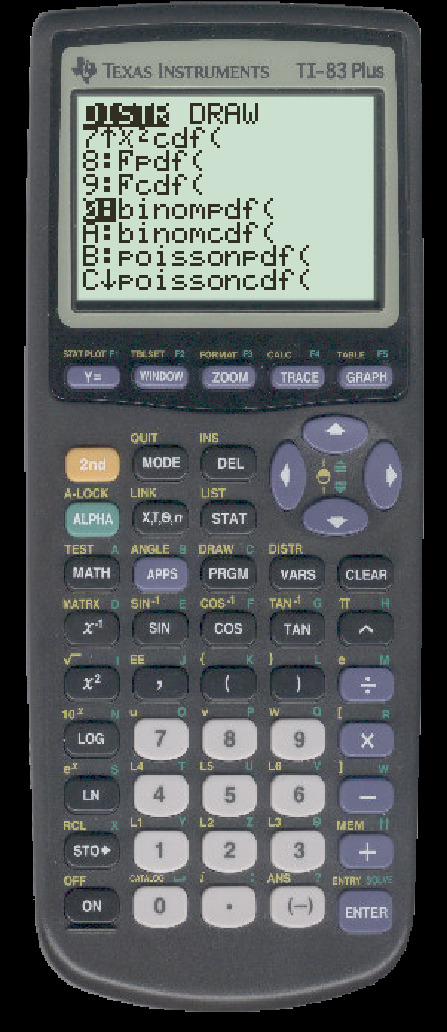 TEXAS INSTRUMENTS TI-83 Plus
DISTR DRAW
7↑χ²cdf(
8:Fpdf(
9:Fcdf(
0:binompdf(
A:binomcdf(
B:poissonpdf(
C↓poissoncdf(
STAT PLOT F1 TBLSET F2 FORMAT F3 CALC F4 TABLE F5
Y= WINDOW ZOOM TRACE GRAPH
QUIT INS
2nd MODE DEL
A-LOCK LINK LIST
ALPHA X,T,Θ,n STAT
TEST A ANGLE B DRAW C DISTR
MATH APPS PRGM VARS CLEAR
MATRX D SIN⁻¹ E COS⁻¹ F TAN⁻¹ G π H
x⁻¹ SIN COS TAN ^
√ I EE J { K } L e M
x² , ( ) ÷
10ˣ N u O v P w Q [ R
LOG 7 8 9 ×
eˣ S L4 T L5 U L6 V ] W
LN 4 5 6 −
RCL X L1 Y L2 Z L3 θ MEM "
STO→ 1 2 3 +
OFF CATALOG i : ANS ? ENTRY SOLVE
ON 0 . (−) ENTER